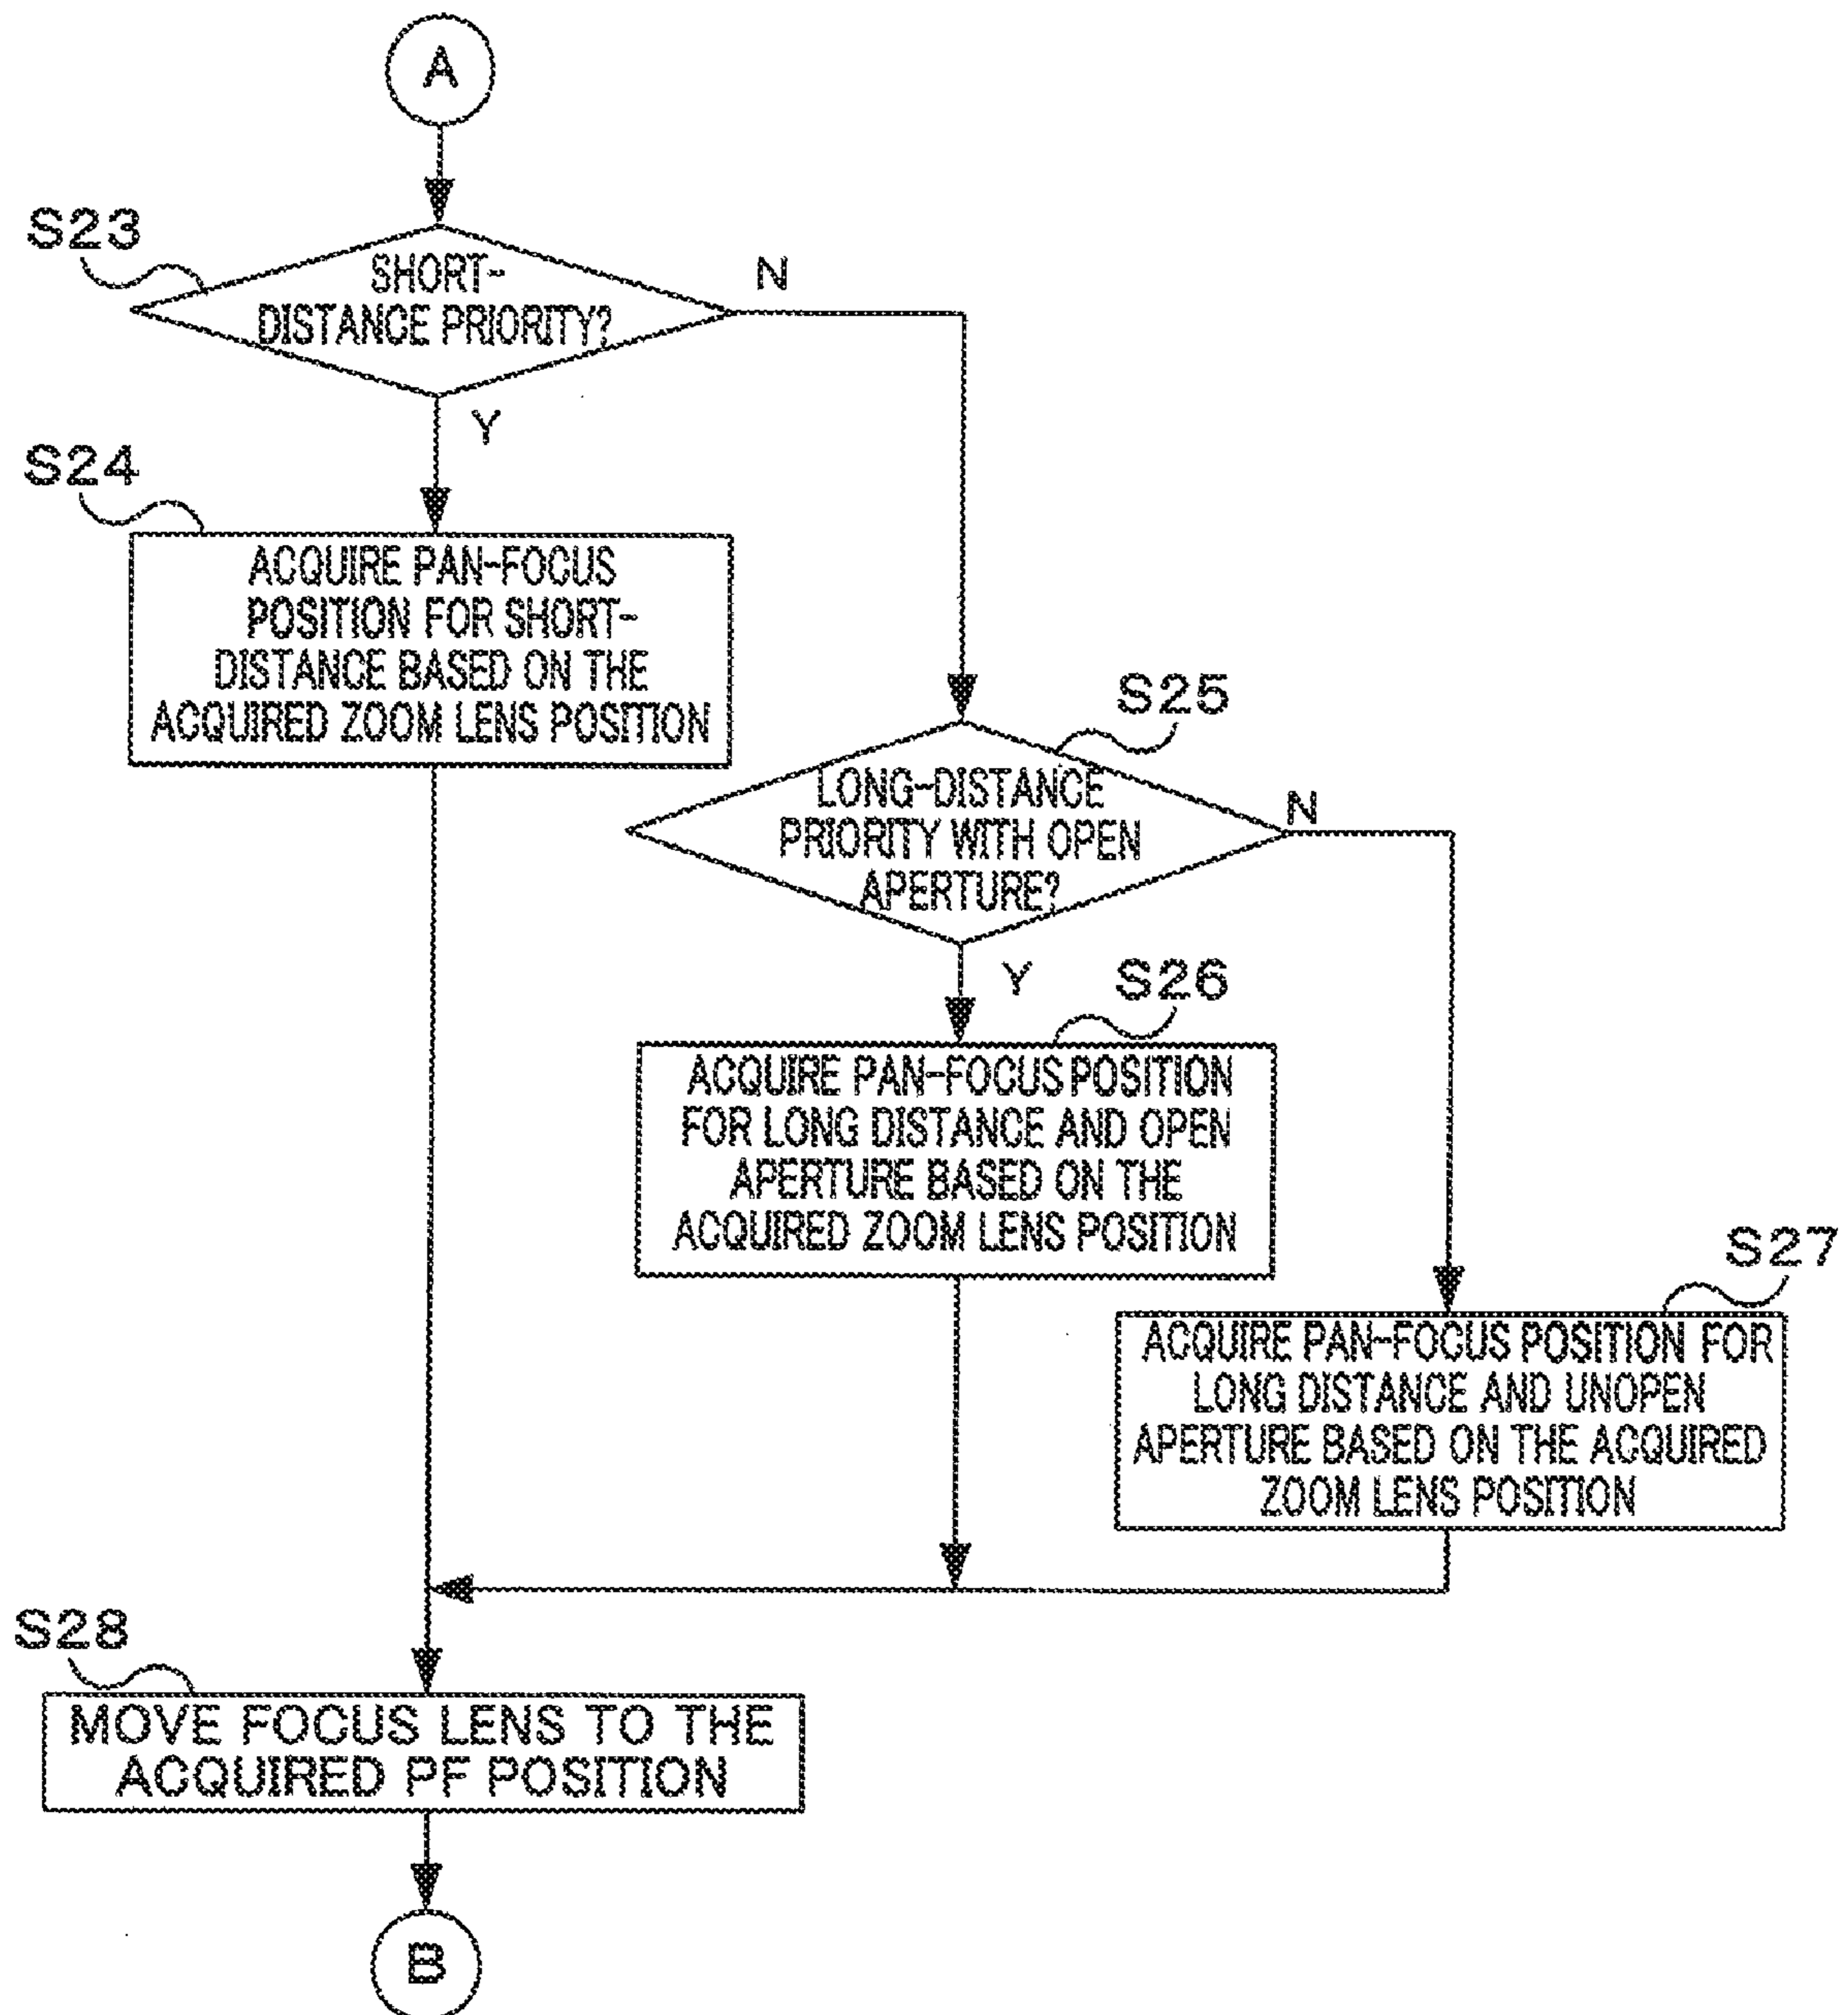 A
S23
SHORT-
DISTANCE PRIORITY?
N
Y
S24
ACQUIRE PAN-FOCUS
POSITION FOR SHORT-
DISTANCE BASED ON THE
ACQUIRED ZOOM LENS POSITION
S25
LONG-DISTANCE
PRIORITY WITH OPEN
APERTURE?
N
Y
S26
ACQUIRE PAN-FOCUS POSITION
FOR LONG DISTANCE AND OPEN
APERTURE BASED ON THE
ACQUIRED ZOOM LENS POSITION
S27
ACQUIRE PAN-FOCUS POSITION FOR
LONG DISTANCE AND UNOPEN
APERTURE BASED ON THE ACQUIRED
ZOOM LENS POSITION
S28
MOVE FOCUS LENS TO THE
ACQUIRED PF POSITION
B